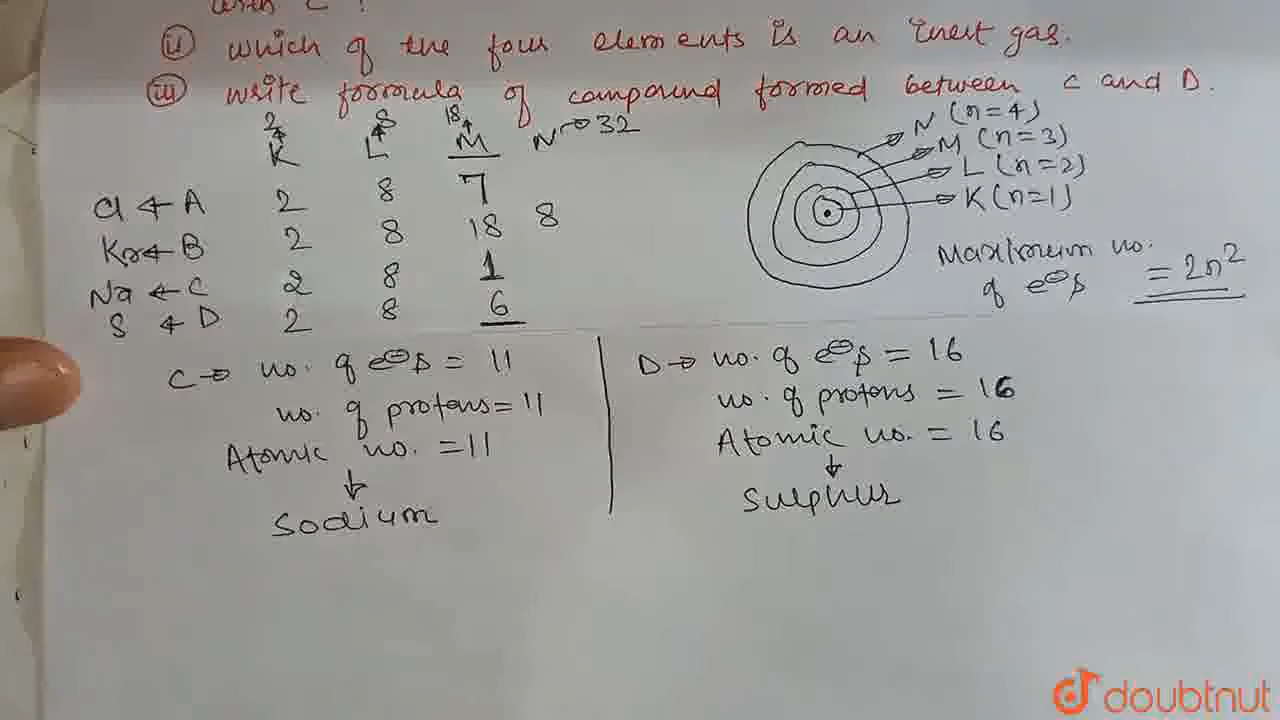 with C ?
(ii) which of the four elements is an inert gas.
(iii) write formula of compound formed between C and D.
2 8 18
K L M N → 32
Cl ← A 2 8 7
Kr ← B 2 8 18 8
Na ← C 2 8 1
S ← D 2 8 6
N (n=4)
M (n=3)
L (n=2)
K (n=1)
Maximum no.
of e⊖s = 2n²
C → no. of e⊖s = 11
no. of protons = 11
Atomic no. = 11
↓
Sodium
D → no. of e⊖s = 16
no. of protons = 16
Atomic no. = 16
↓
Sulphur
doubtnut